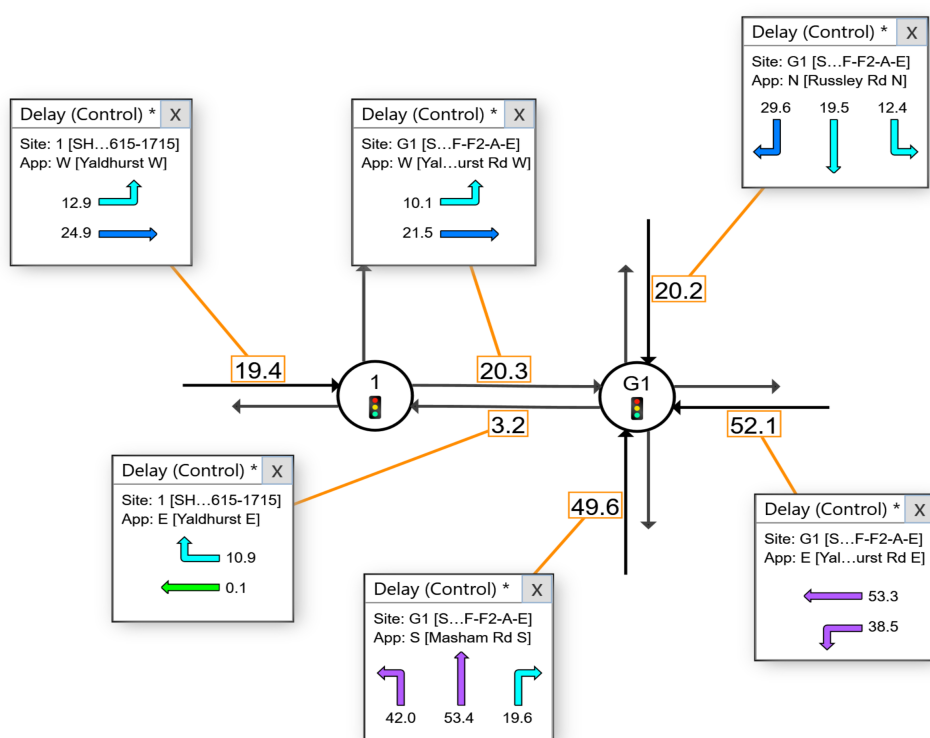 Delay (Control) * X
Site: G1 [S...F-F2-A-E]
App: N [Russley Rd N]
29.6 19.5 12.4
Delay (Control) * X
Site: 1 [SH...615-1715]
App: W [Yaldhurst W]
12.9
24.9
Delay (Control) * X
Site: G1 [S...F-F2-A-E]
App: W [Yal...urst Rd W]
10.1
21.5
20.2
19.4
1
20.3
G1
3.2
52.1
Delay (Control) * X
Site: 1 [SH...615-1715]
App: E [Yaldhurst E]
10.9
0.1
49.6
Delay (Control) * X
Site: G1 [S...F-F2-A-E]
App: E [Yal...urst Rd E]
53.3
38.5
Delay (Control) * X
Site: G1 [S...F-F2-A-E]
App: S [Masham Rd S]
42.0 53.4 19.6